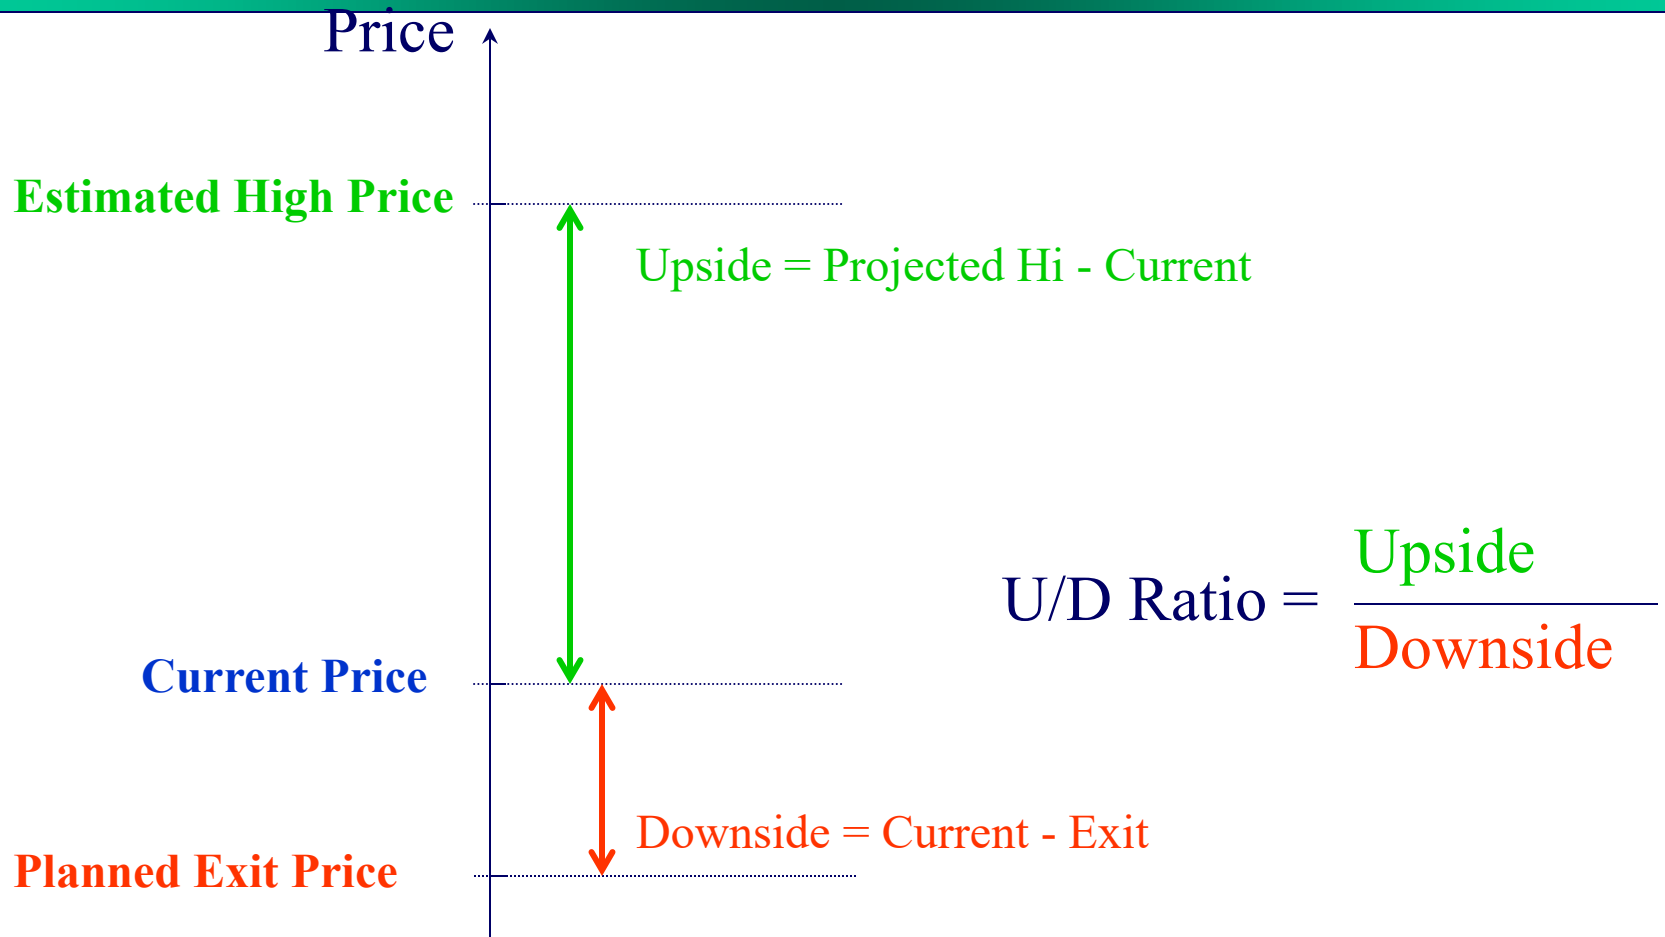 Price
Estimated High Price
Upside = Projected Hi - Current
U/D Ratio =
Upside
Downside
Current Price
Downside = Current - Exit
Planned Exit Price